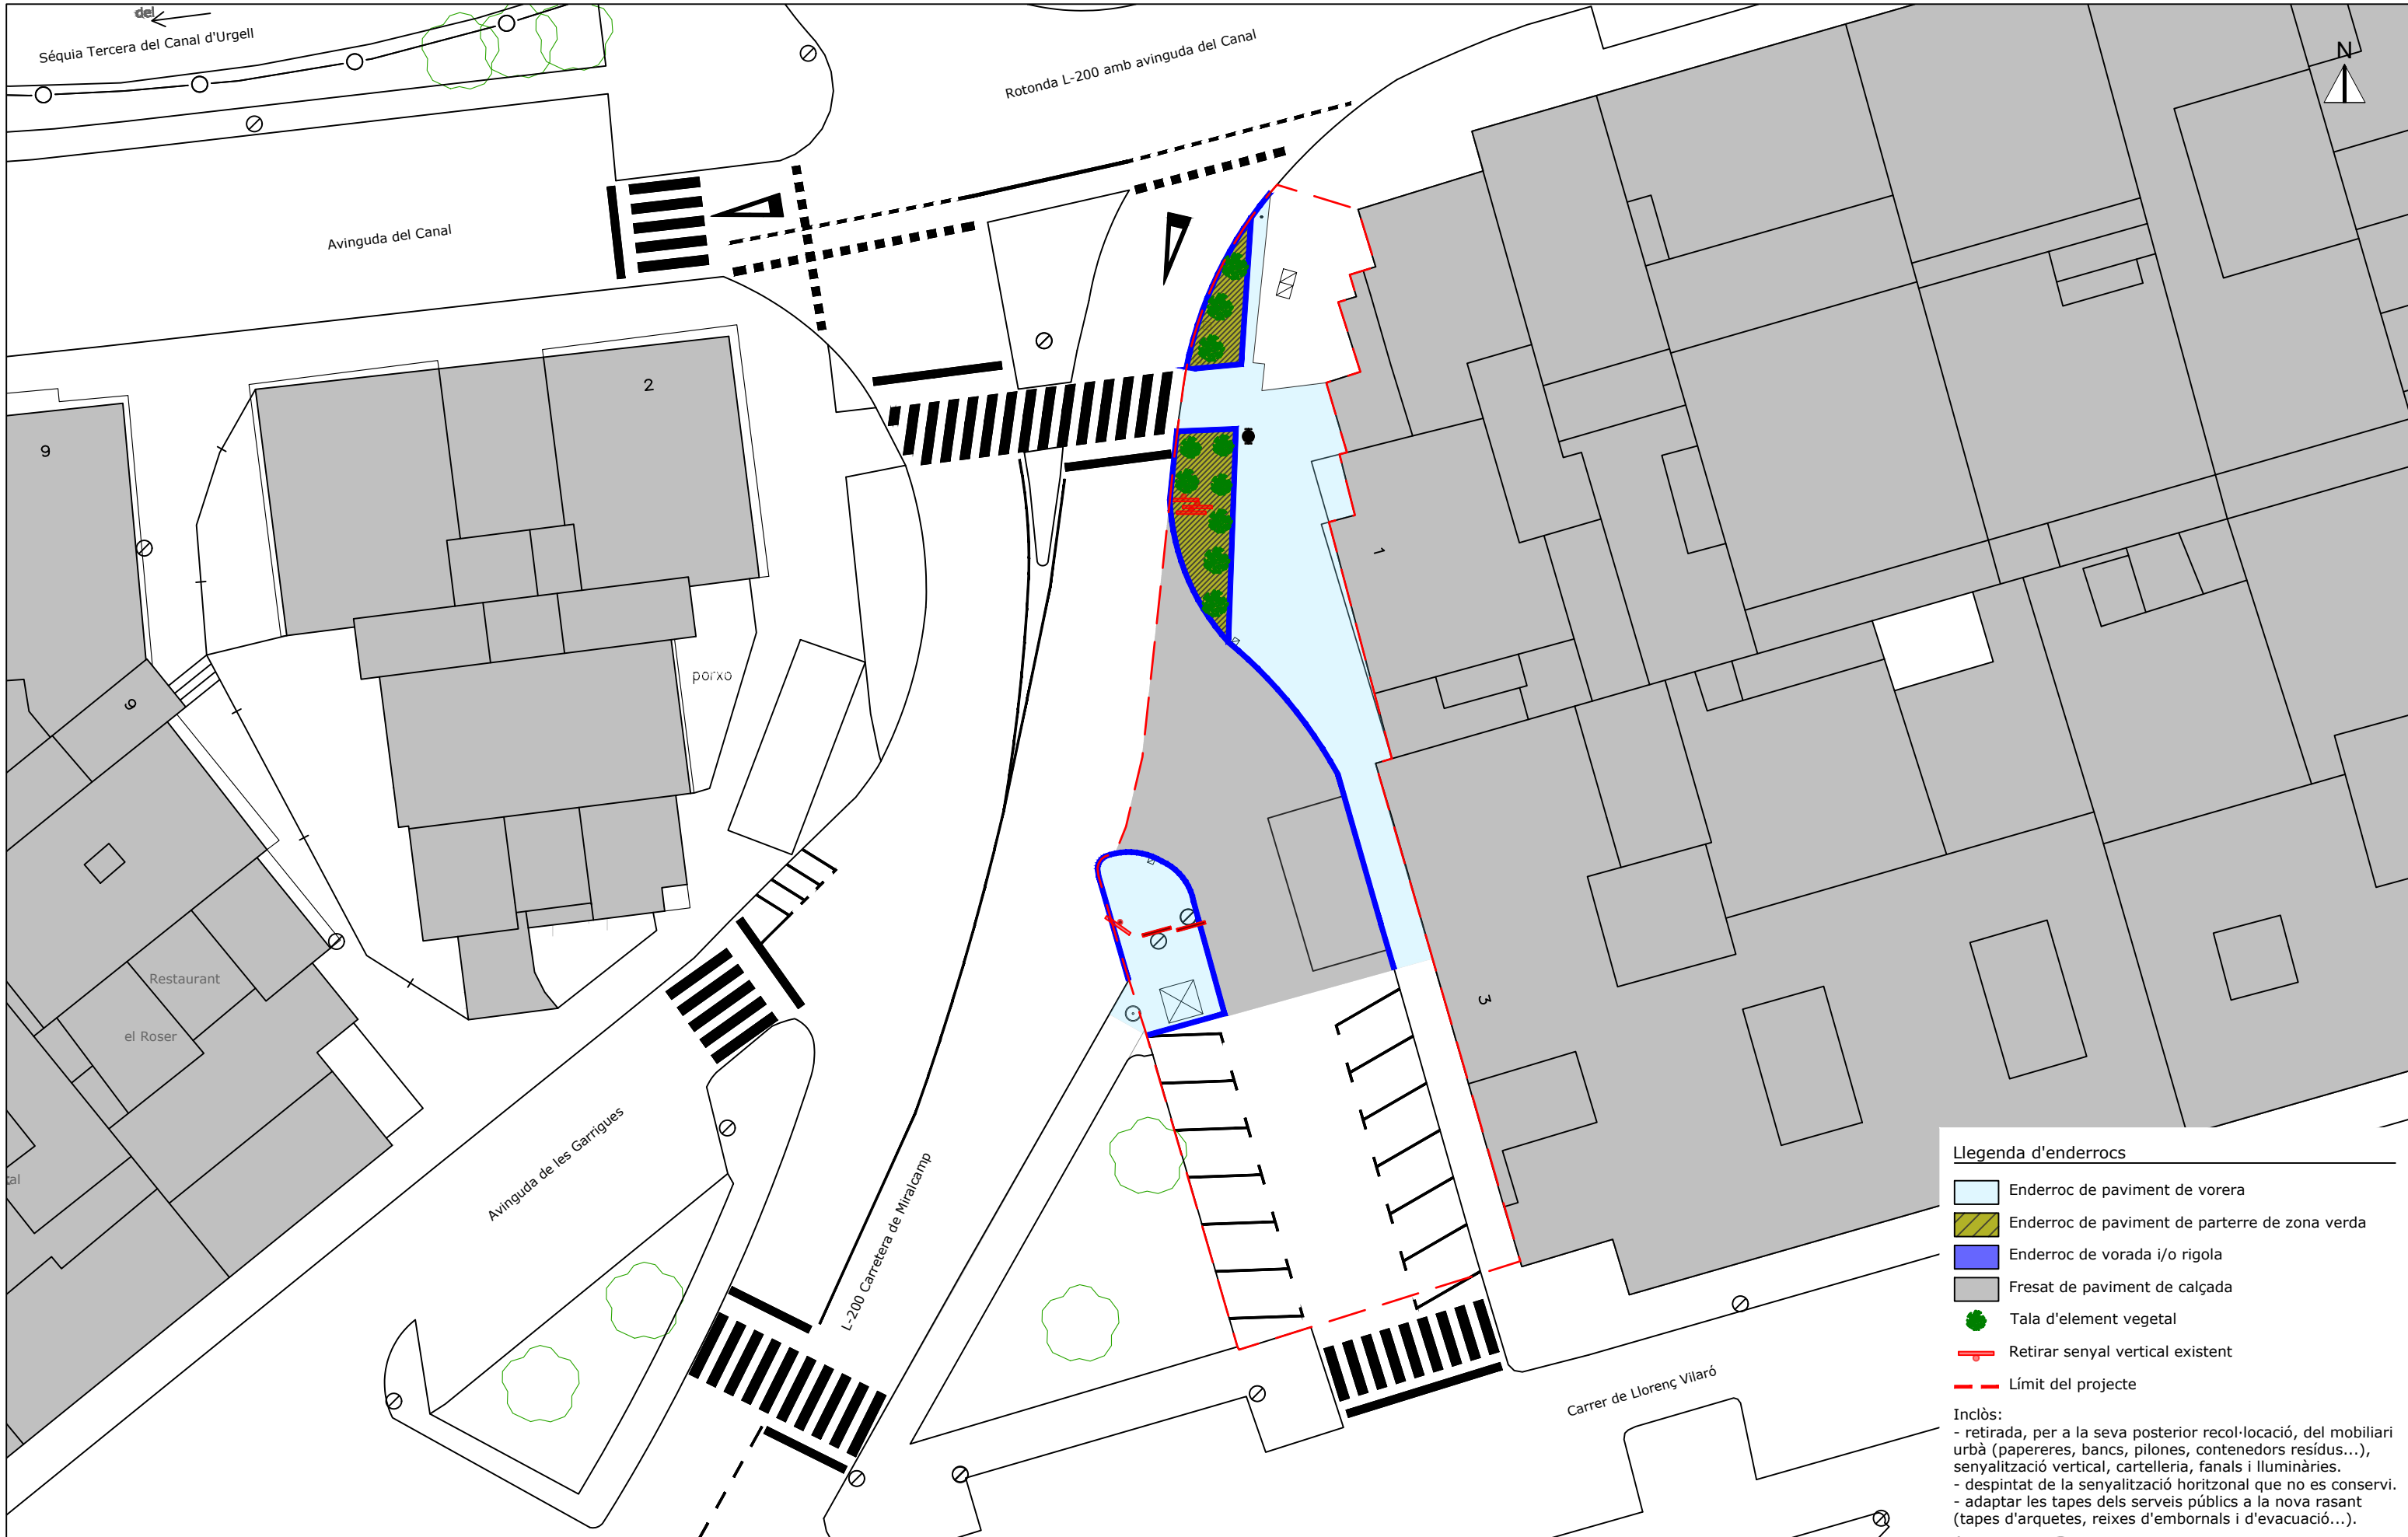 del
Séquia Tercera del Canal d'Urgell
Rotonda L-200 amb avinguda del Canal
N
Avinguda del Canal
2
9
1
porxo
9
Restaurant
el Roser
3
Avinguda de les Garrigues
L-200 Carretera de Miralcamp
Carrer de Llorenç Vilaró
Llegenda d'enderrocs
Enderroc de paviment de vorera
Enderroc de paviment de parterre de zona verda
Enderroc de vorada i/o rigola
Fresat de paviment de calçada
Tala d'element vegetal
Retirar senyal vertical existent
Límit del projecte
Inclòs:
- retirada, per a la seva posterior recol·locació, del mobiliari
urbà (papereres, bancs, pilones, contenedors resídus...),
senyalització vertical, cartelleria, fanals i lluminàries.
- despintat de la senyalització horitzonal que no es conservi.
- adaptar les tapes dels serveis públics a la nova rasant
(tapes d'arquetes, reixes d'embornals i d'evacuació...).